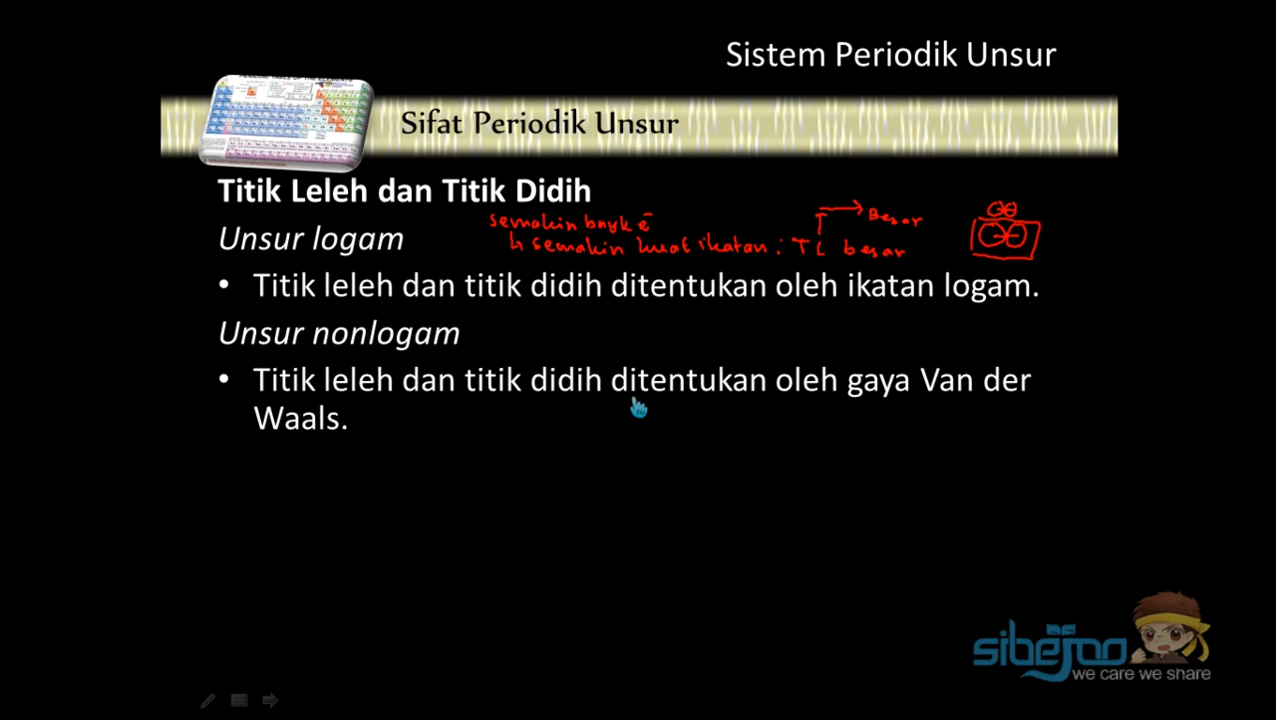 Sistem Periodik Unsur
Sifat Periodik Unsur
Titik Leleh dan Titik Didih
semakin bnyk e⁻
Besar
Unsur logam
semakin kuat ikatan : TL besar
• Titik leleh dan titik didih ditentukan oleh ikatan logam.
Unsur nonlogam
• Titik leleh dan titik didih ditentukan oleh gaya Van der
Waals.
sibejoo
we care we share